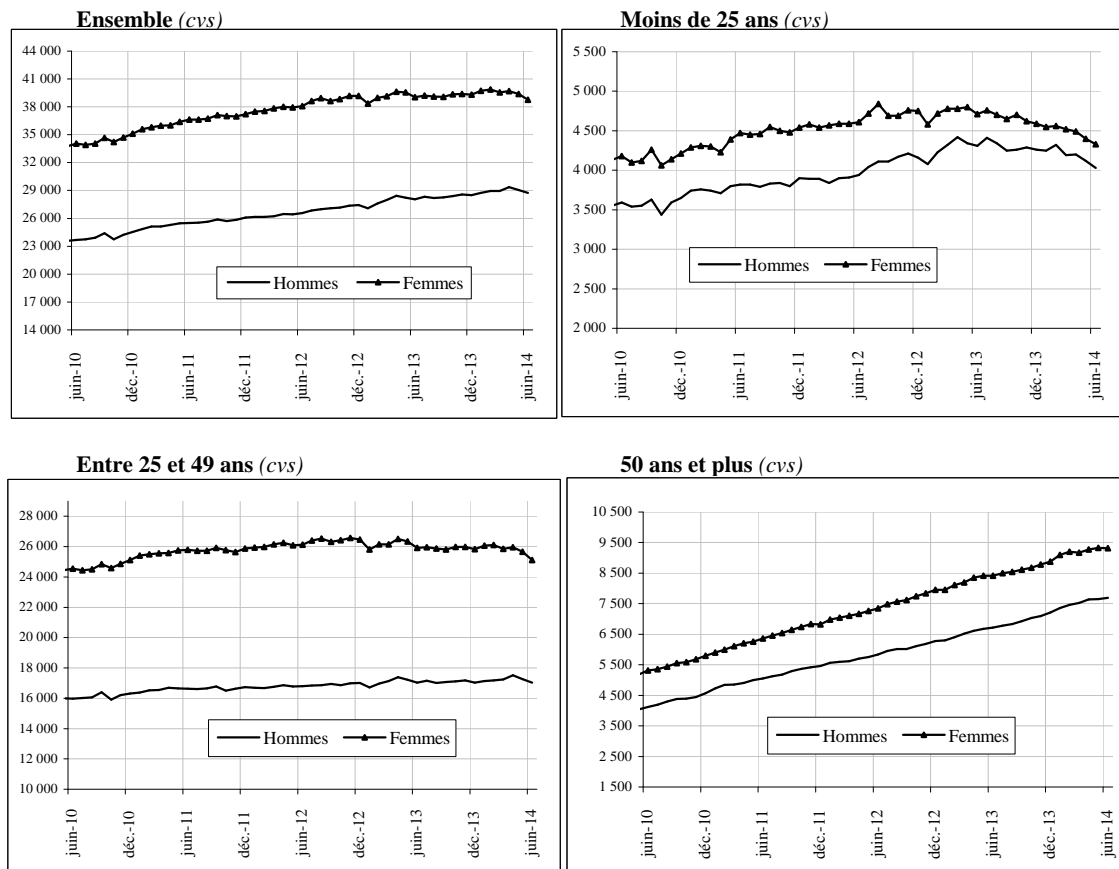 Ensemble (cvs)
44 000
41 000
38 000
35 000
32 000
29 000
26 000
23 000
20 000
17 000
14 000
Hommes
Femmes
juin-10
déc.-10
juin-11
déc.-11
juin-12
déc.-12
juin-13
déc.-13
juin-14
Moins de 25 ans (cvs)
5 500
5 000
4 500
4 000
3 500
3 000
2 500
2 000
Hommes
Femmes
juin-10
déc.-10
juin-11
déc.-11
juin-12
déc.-12
juin-13
déc.-13
juin-14
Entre 25 et 49 ans (cvs)
28 000
26 000
24 000
22 000
20 000
18 000
16 000
14 000
12 000
10 000
Hommes
Femmes
juin-10
déc.-10
juin-11
déc.-11
juin-12
déc.-12
juin-13
déc.-13
juin-14
50 ans et plus (cvs)
10 500
9 500
8 500
7 500
6 500
5 500
4 500
3 500
2 500
1 500
Hommes
Femmes
juin-10
déc.-10
juin-11
déc.-11
juin-12
déc.-12
juin-13
déc.-13
juin-14